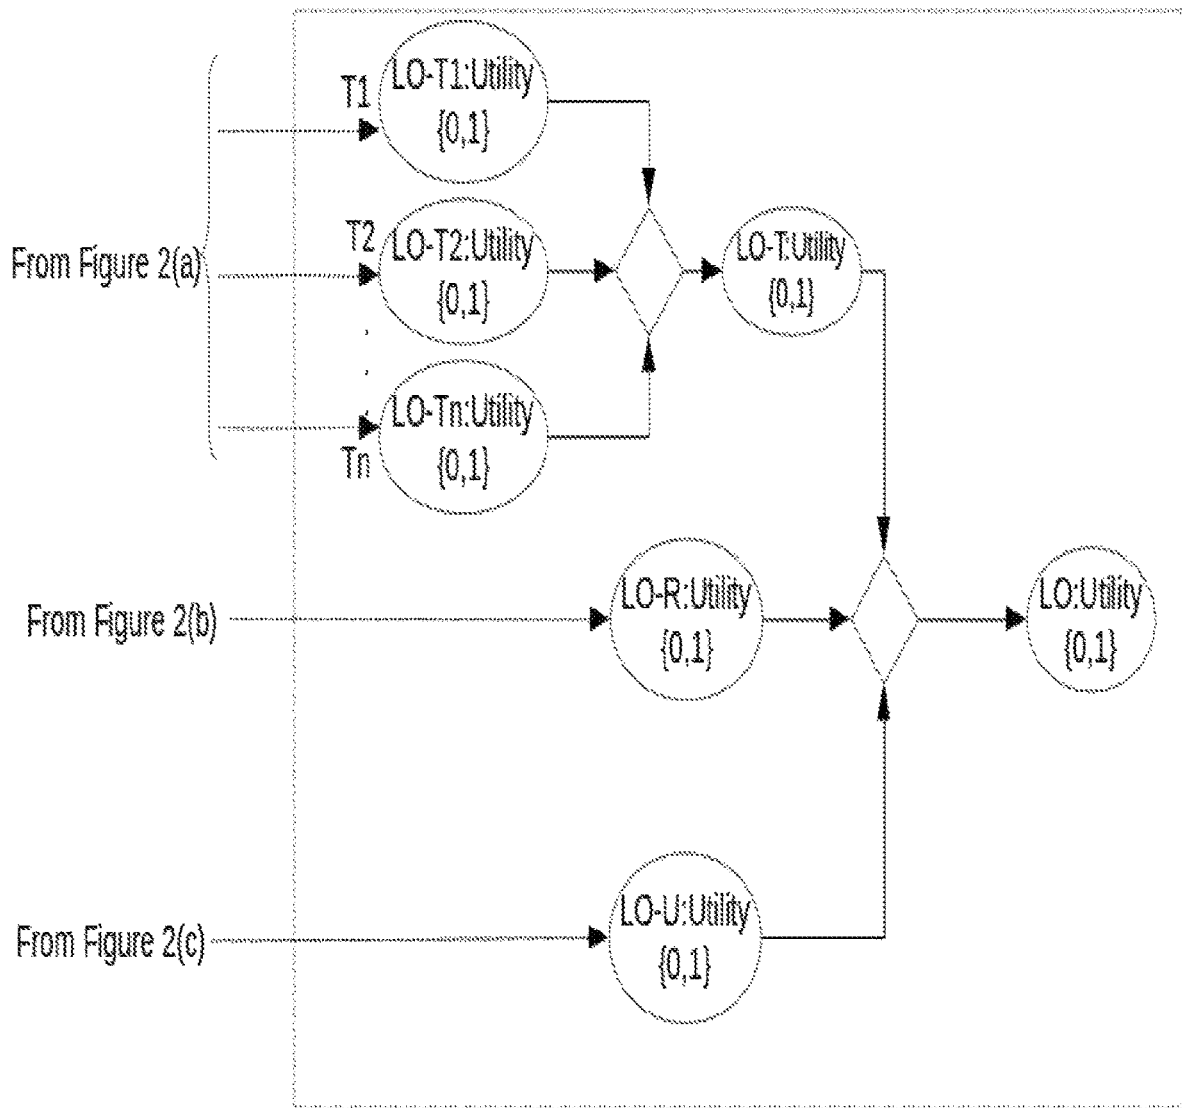 T1
LO-T1:Utility
{0,1}
From Figure 2(a)
T2
LO-T2:Utility
{0,1}
Tn
LO-Tn:Utility
{0,1}
LO-T:Utility
{0,1}
From Figure 2(b)
LO-R:Utility
{0,1}
LO:Utility
{0,1}
From Figure 2(c)
LO-U:Utility
{0,1}